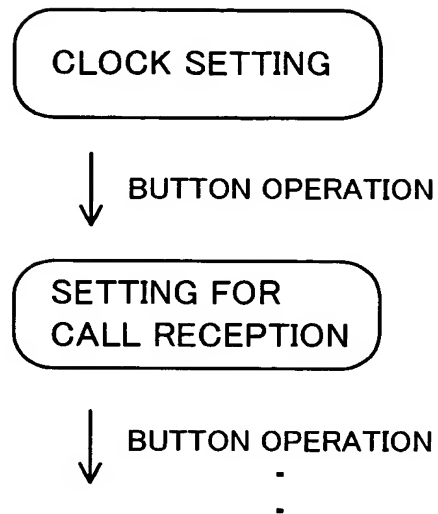 CLOCK SETTING
BUTTON OPERATION
SETTING FOR
CALL RECEPTION
BUTTON OPERATION